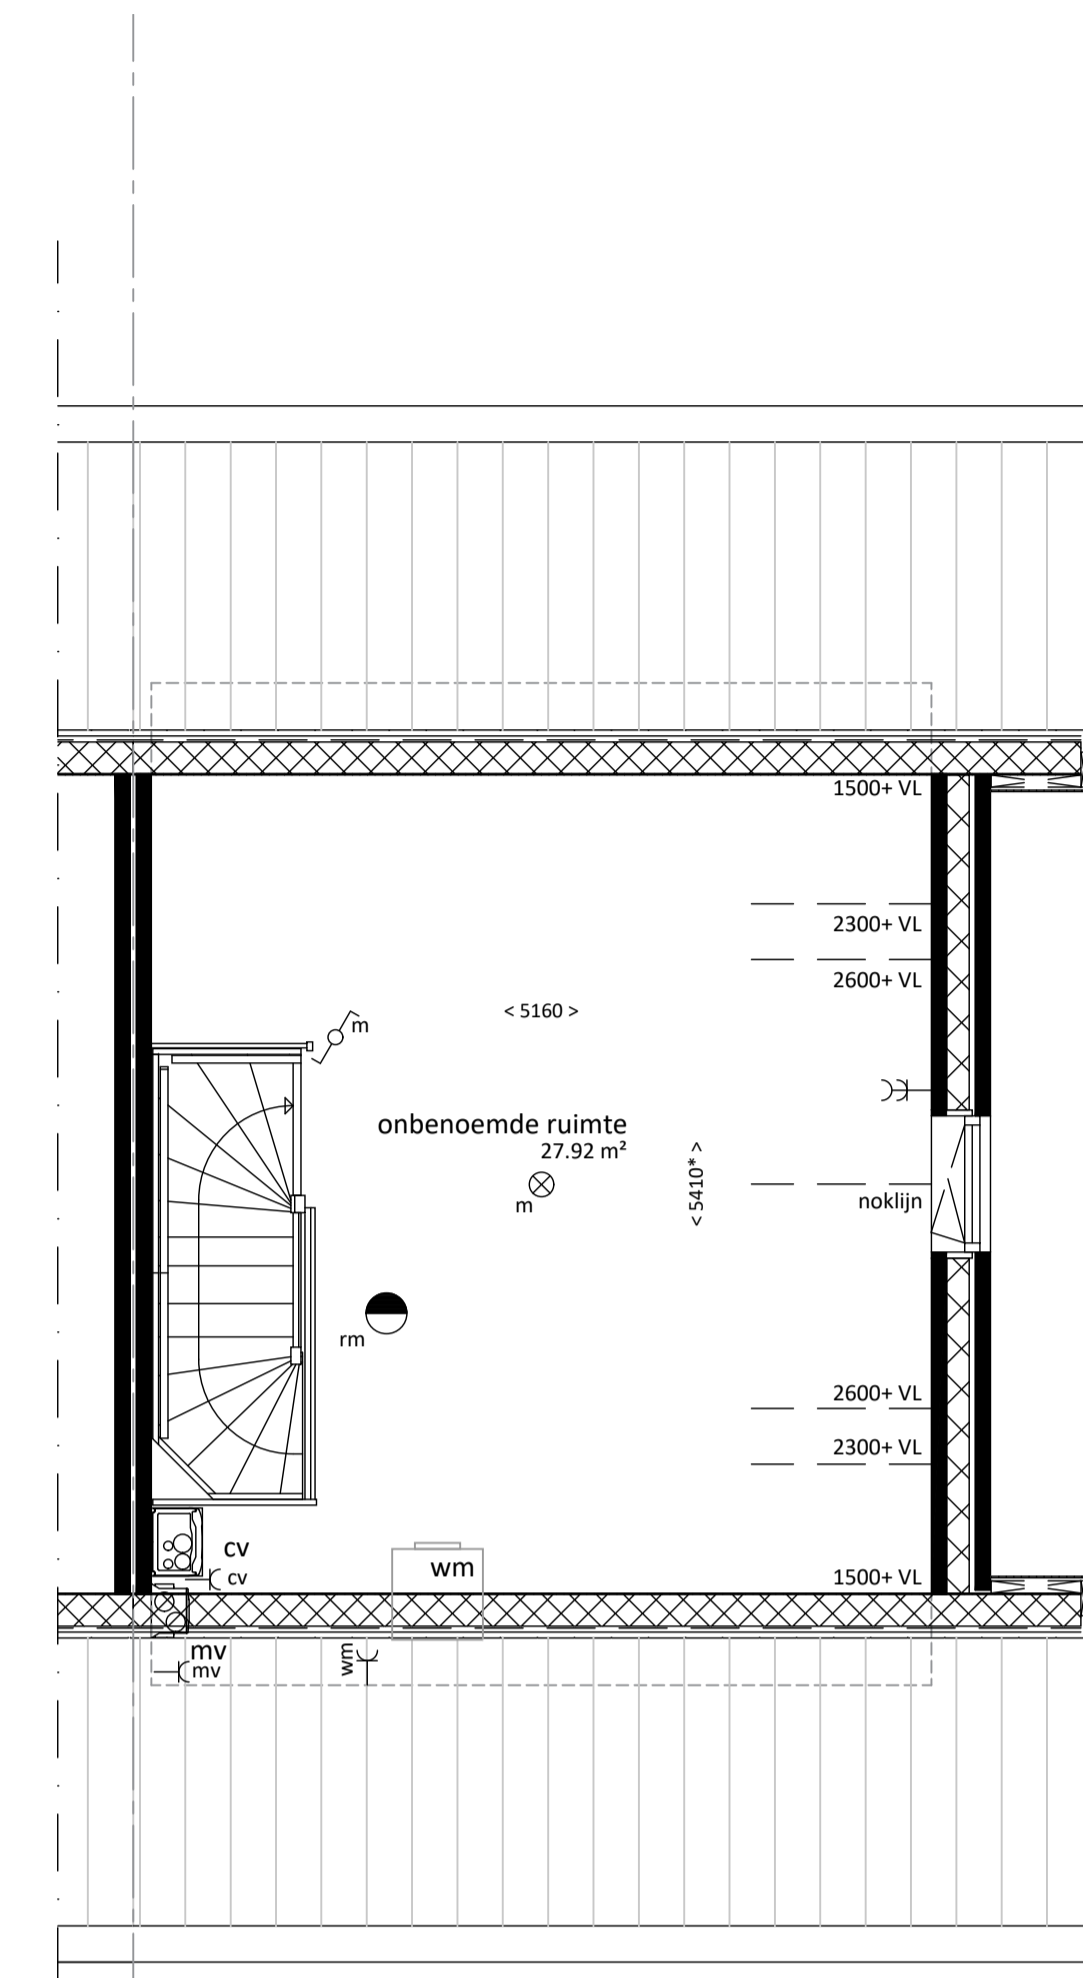 1500+ VL
2300+ VL
2600+ VL
< 5160 >
m
onbenoemde ruimte
27.92 m²
< 5410* >
m
noklijn
rm
2600+ VL
2300+ VL
cv
cv
wm
1500+ VL
mv
mv
wm